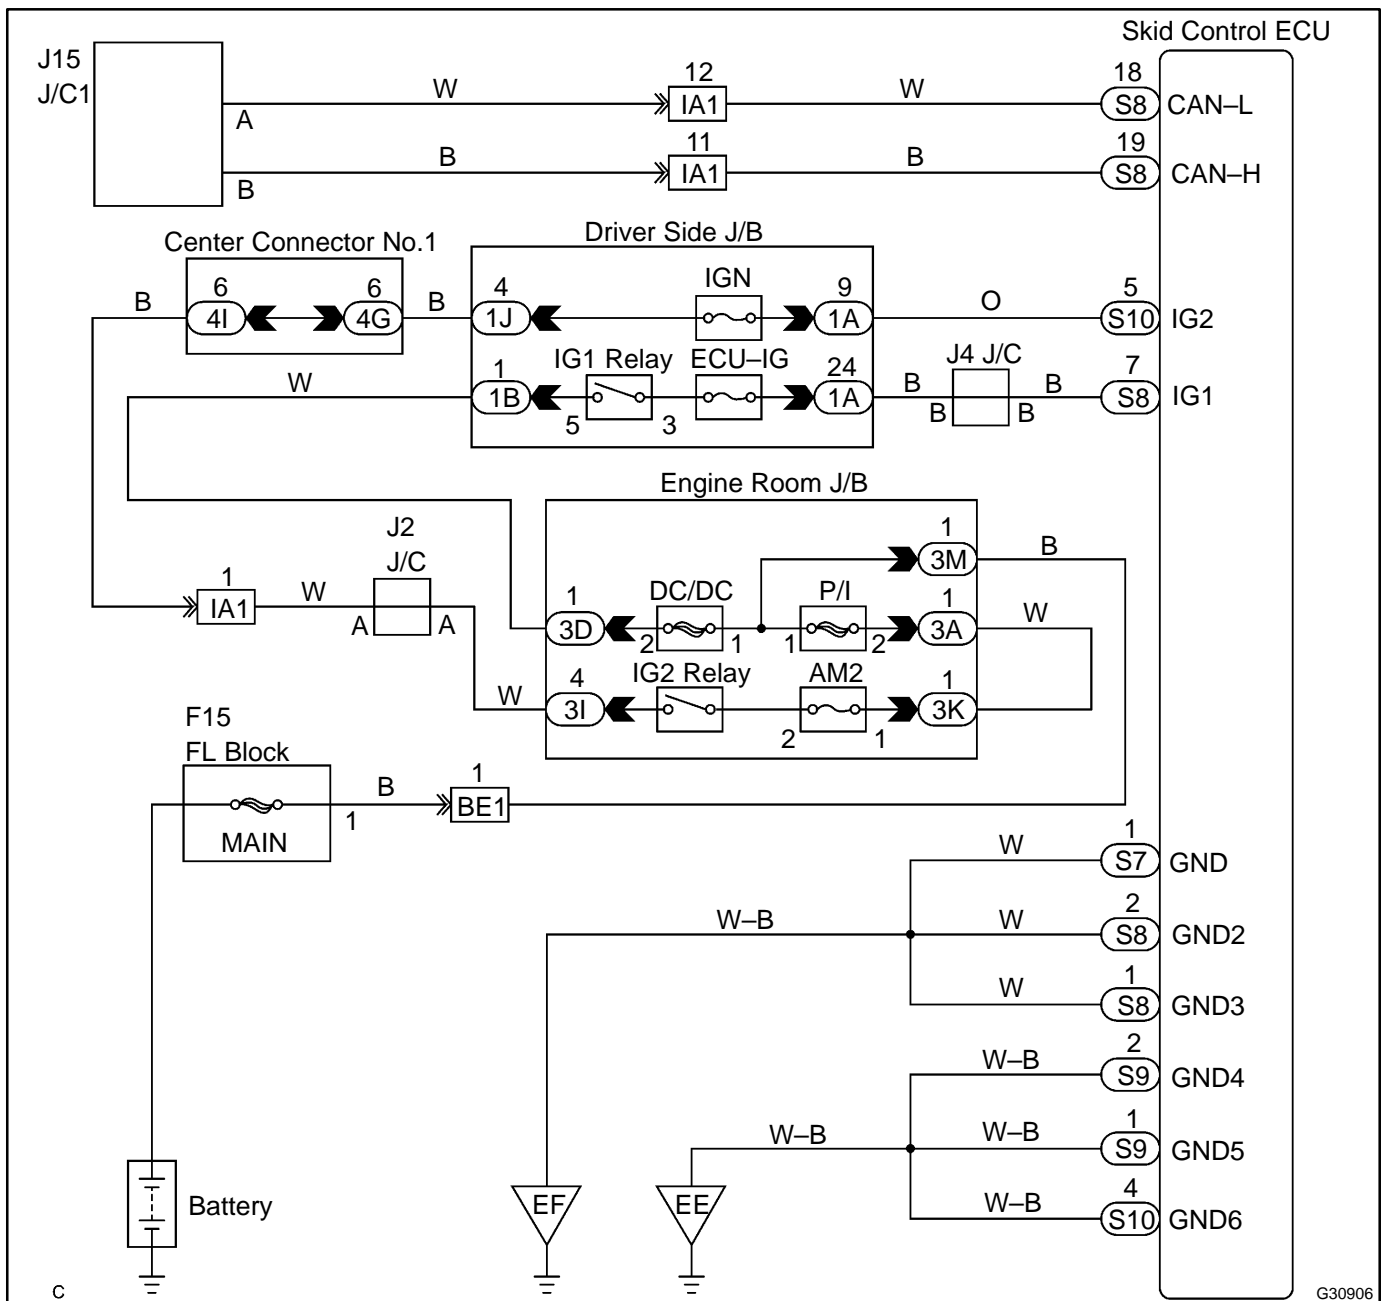 Skid Control ECU
J15
J/C1
A
B
W
12
IA1
W
18
S8
CAN–L
B
11
IA1
B
19
S8
CAN–H
Center Connector No.1
B
6
4I
6
4G
B
Driver Side J/B
4
1J
IGN
9
1A
O
5
S10
IG2
W
1
1B
IG1 Relay
5
3
ECU–IG
24
1A
B
B
J4 J/C
B
B
7
S8
IG1
Engine Room J/B
1
3M
B
J2
J/C
A
A
1
IA1
W
W
1
3D
DC/DC
2
1
P/I
1
2
1
3A
W
4
3I
IG2 Relay
AM2
2
1
1
3K
F15
FL Block
MAIN
1
B
1
BE1
W
1
S7
GND
W–B
W
2
S8
GND2
W
1
S8
GND3
W–B
2
S9
GND4
W–B
W–B
1
S9
GND5
W–B
4
S10
GND6
Battery
EF
EE
C
G30906